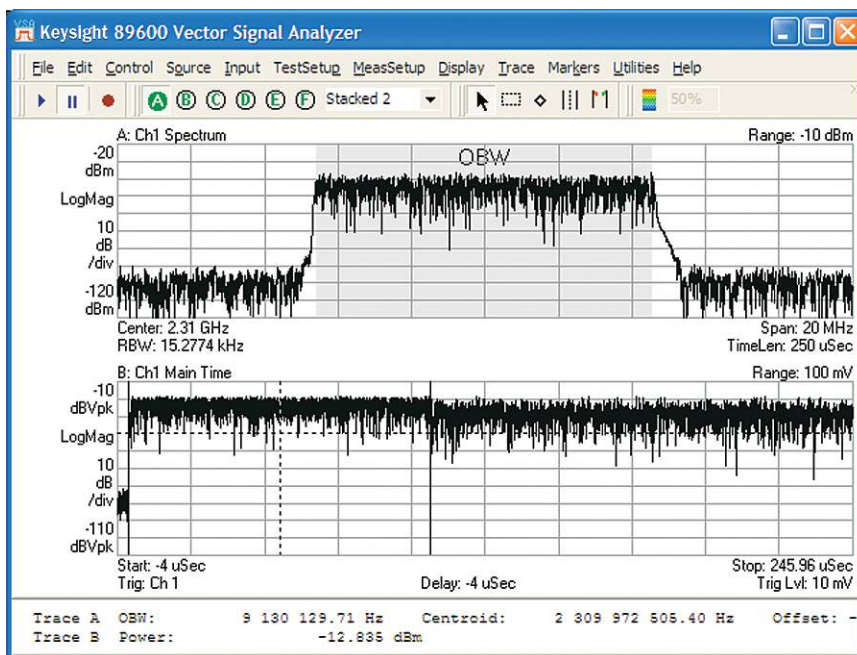 VSA
Keysight 89600 Vector Signal Analyzer
File Edit Control Source Input TestSetup MeasSetup Display Trace Markers Utilities Help
A B C D E F Stacked 2 50%
A: Ch1 Spectrum Range: -10 dBm
-20
dBm
OBW
LogMag
10
dB
/div
-120
dBm
Center: 2.31 GHz Span: 20 MHz
RBW: 15.2774 kHz TimeLen: 250 uSec
B: Ch1 Main Time Range: 100 mV
-10
dBVpk
LogMag
10
dB
/div
-110
dBVpk
Start: -4 uSec Stop: 245.96 uSec
Trig: Ch 1 Delay: -4 uSec Trig Lvl: 10 mV
Trace A OBW: 9 130 129.71 Hz Centroid: 2 309 972 505.40 Hz Offset: -
Trace B Power: -12.835 dBm